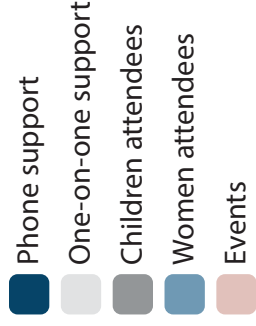 Phone support
One-on-one support
Children attendees
Women attendees
Events